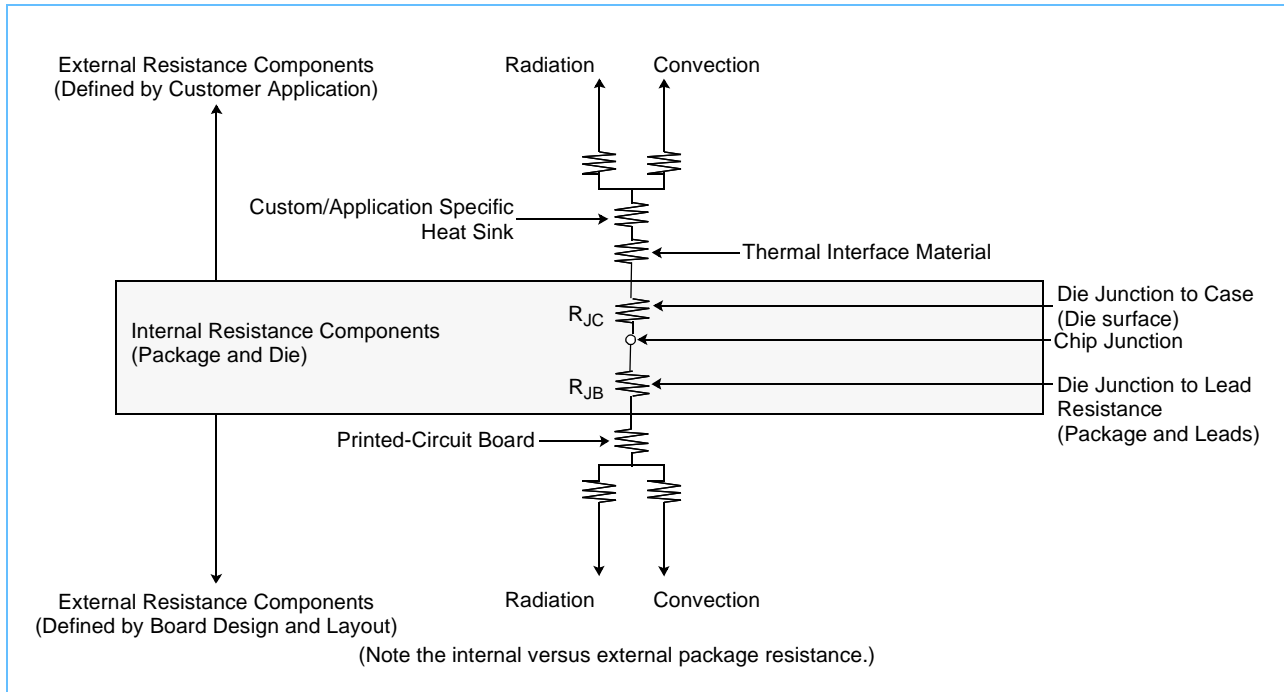 External Resistance Components
(Defined by Customer Application)
Radiation
Convection
Custom/Application Specific
Heat Sink
Thermal Interface Material
Internal Resistance Components
(Package and Die)
RJC
Die Junction to Case
(Die surface)
Chip Junction
RJB
Die Junction to Lead
Resistance
(Package and Leads)
Printed-Circuit Board
External Resistance Components
(Defined by Board Design and Layout)
Radiation
Convection
(Note the internal versus external package resistance.)